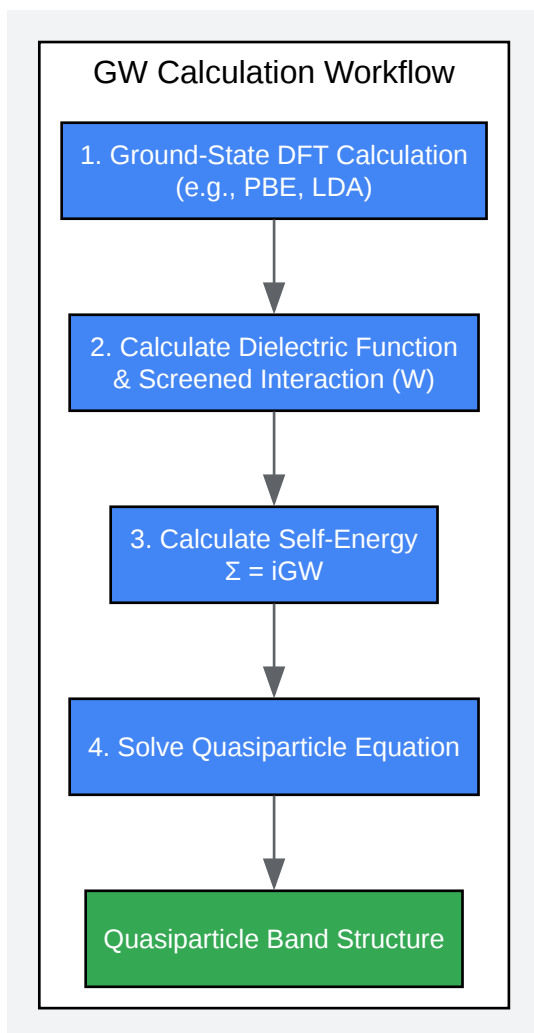 GW Calculation Workflow
1. Ground-State DFT Calculation
(e.g., PBE, LDA)
2. Calculate Dielectric Function
& Screened Interaction (W)
3. Calculate Self-Energy
Σ = iGW
4. Solve Quasiparticle Equation
Quasiparticle Band Structure